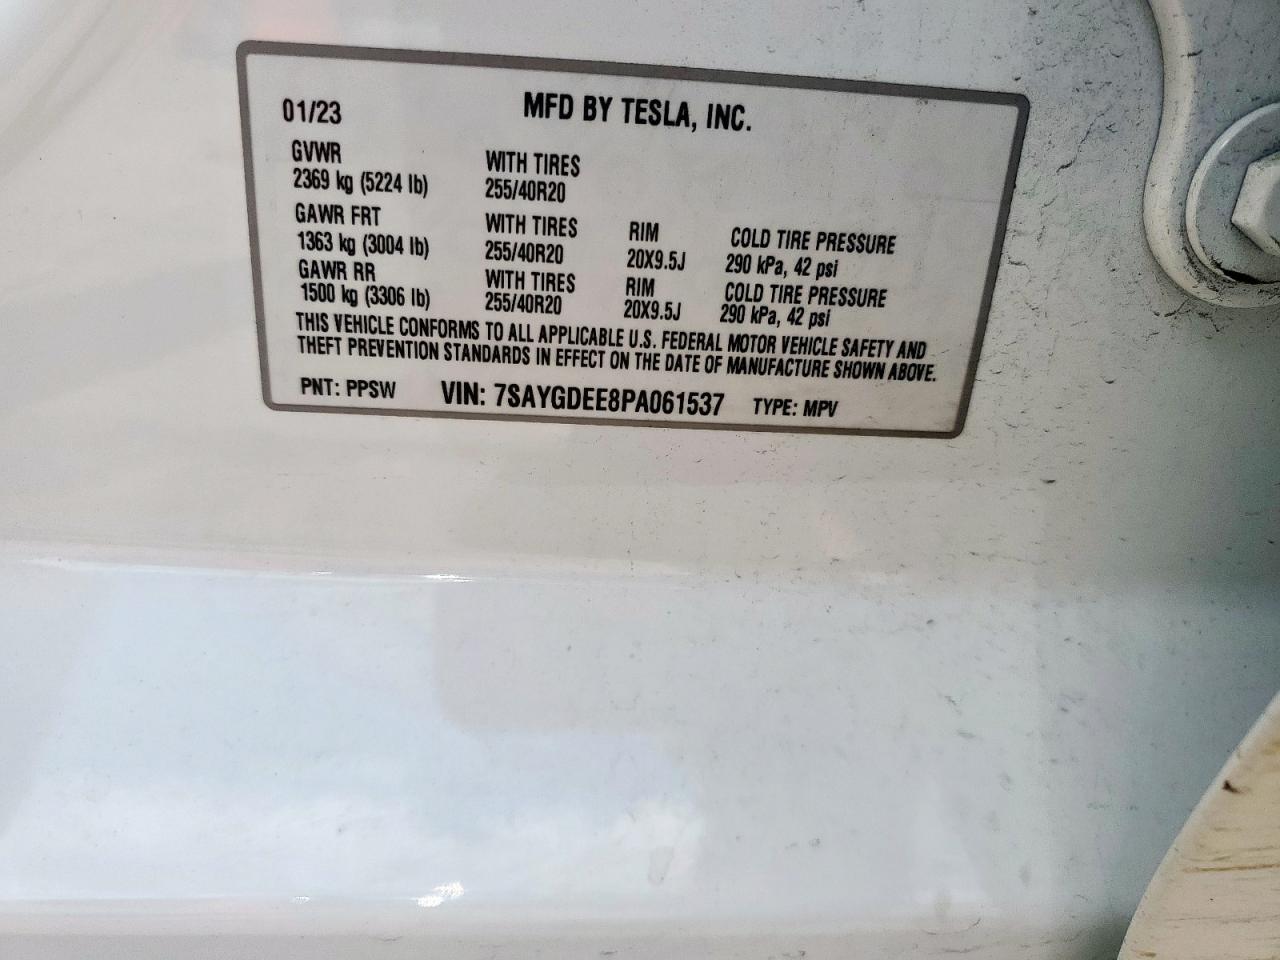 01/23 MFD BY TESLA, INC.
GVWR WITH TIRES
2369 kg (5224 lb) 255/40R20
GAWR FRT WITH TIRES RIM COLD TIRE PRESSURE
1363 kg (3004 lb) 255/40R20 20X9.5J 290 kPa, 42 psi
GAWR RR WITH TIRES RIM COLD TIRE PRESSURE
1500 kg (3306 lb) 255/40R20 20X9.5J 290 kPa, 42 psi
THIS VEHICLE CONFORMS TO ALL APPLICABLE U.S. FEDERAL MOTOR VEHICLE SAFETY AND
THEFT PREVENTION STANDARDS IN EFFECT ON THE DATE OF MANUFACTURE SHOWN ABOVE.
PNT: PPSW VIN: 7SAYGDEE8PA061537 TYPE: MPV